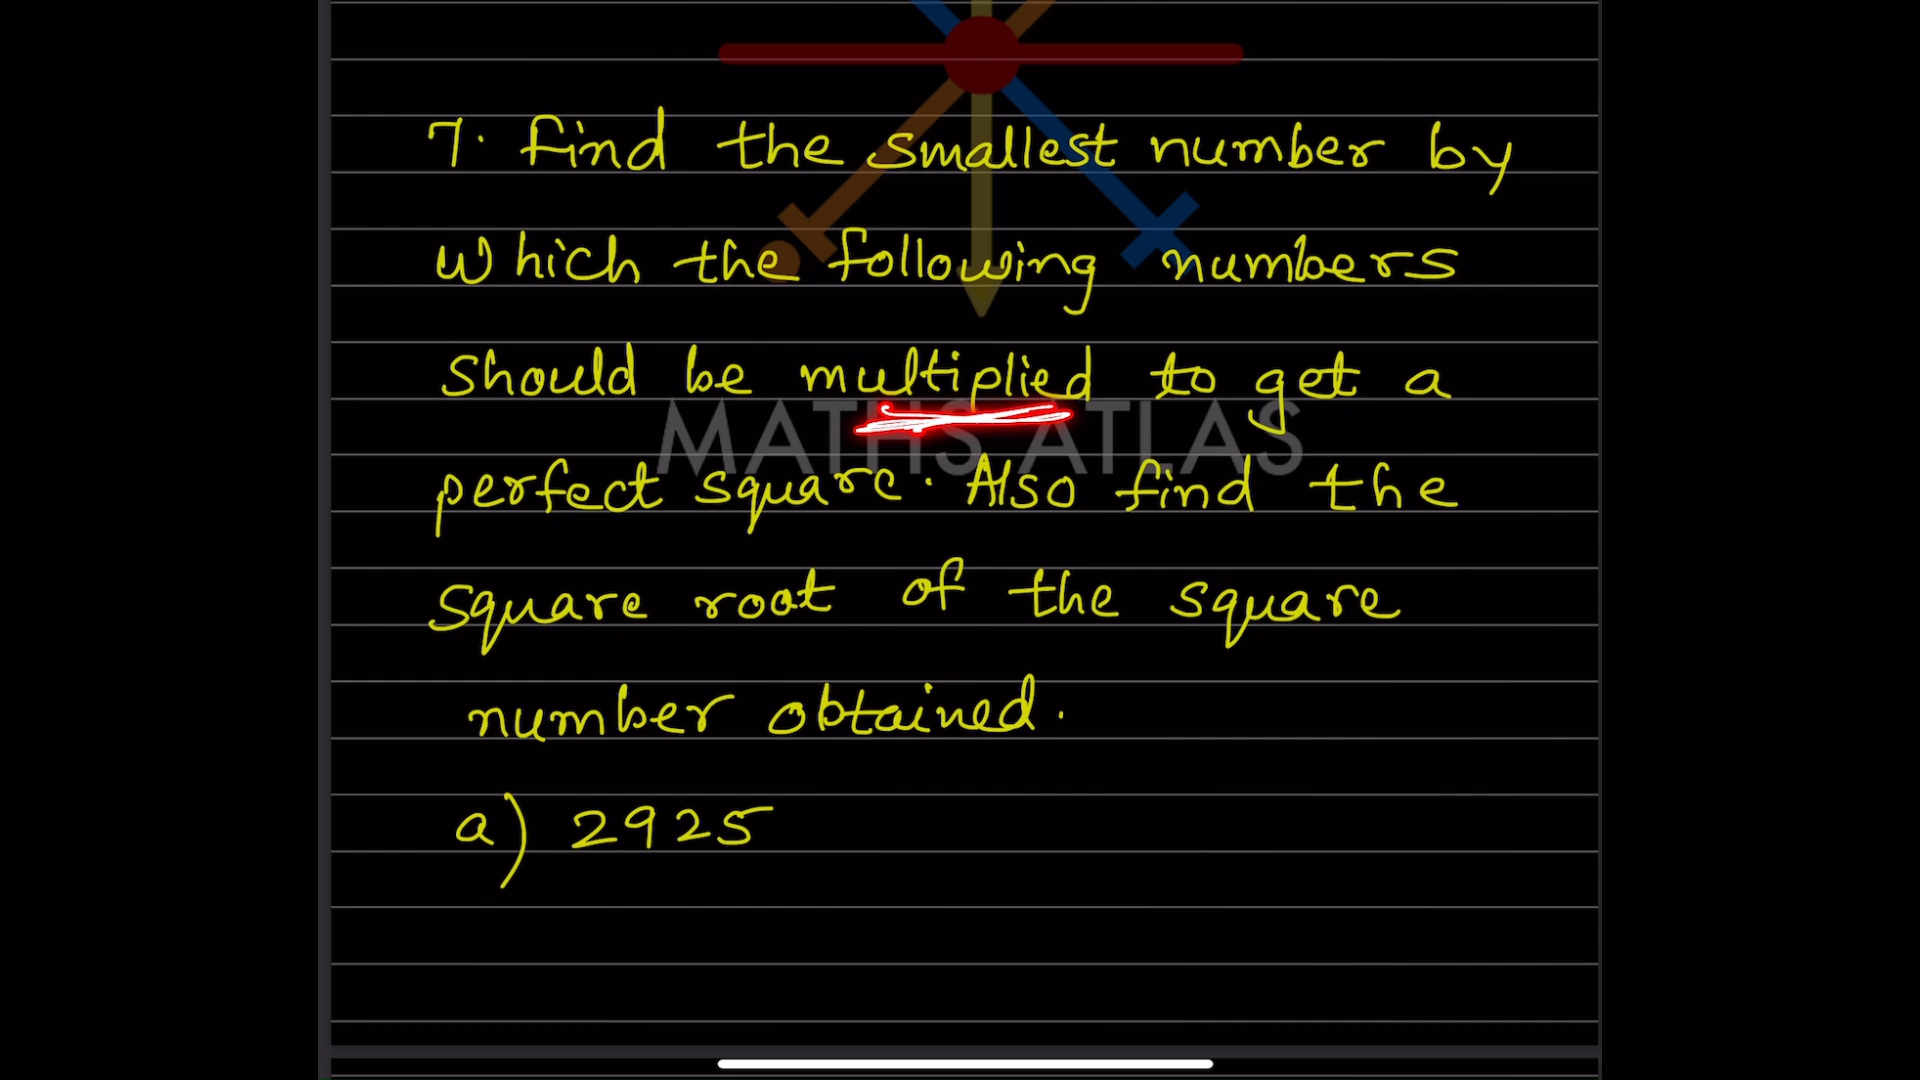 7. Find the smallest number by
which the following numbers
should be multiplied to get a
MATHS ATLAS
perfect square. Also find the
square root of the square
number obtained.
a) 2925